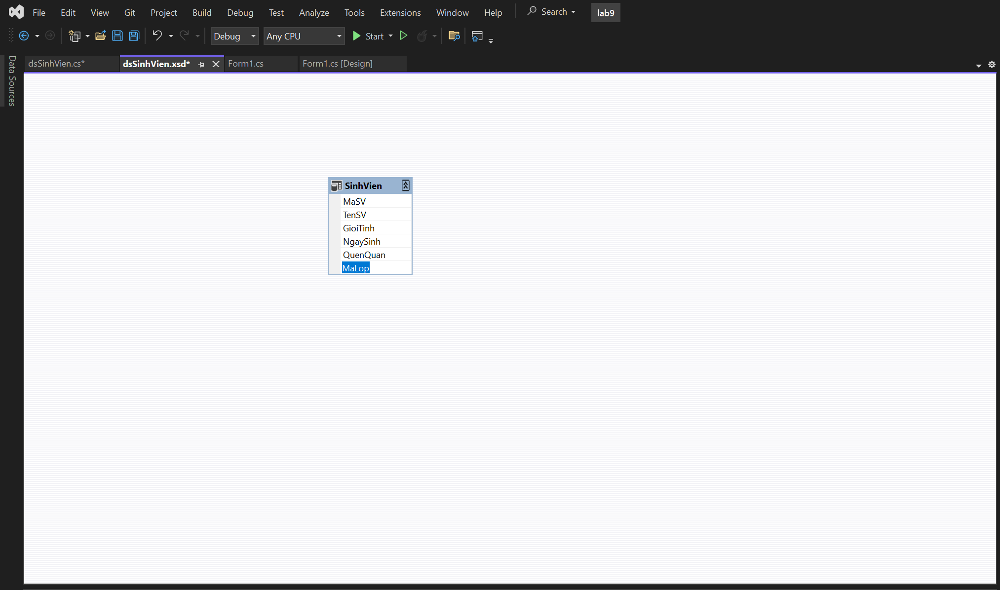 File Edit View Git Project Build Debug Test Analyze Tools Extensions Window Help Search lab9
Debug Any CPU Start
Data Sources
dsSinhVien.cs* dsSinhVien.xsd* Form1.cs Form1.cs [Design]
SinhVien
MaSV
TenSV
GioiTinh
NgaySinh
QuenQuan
MaLop